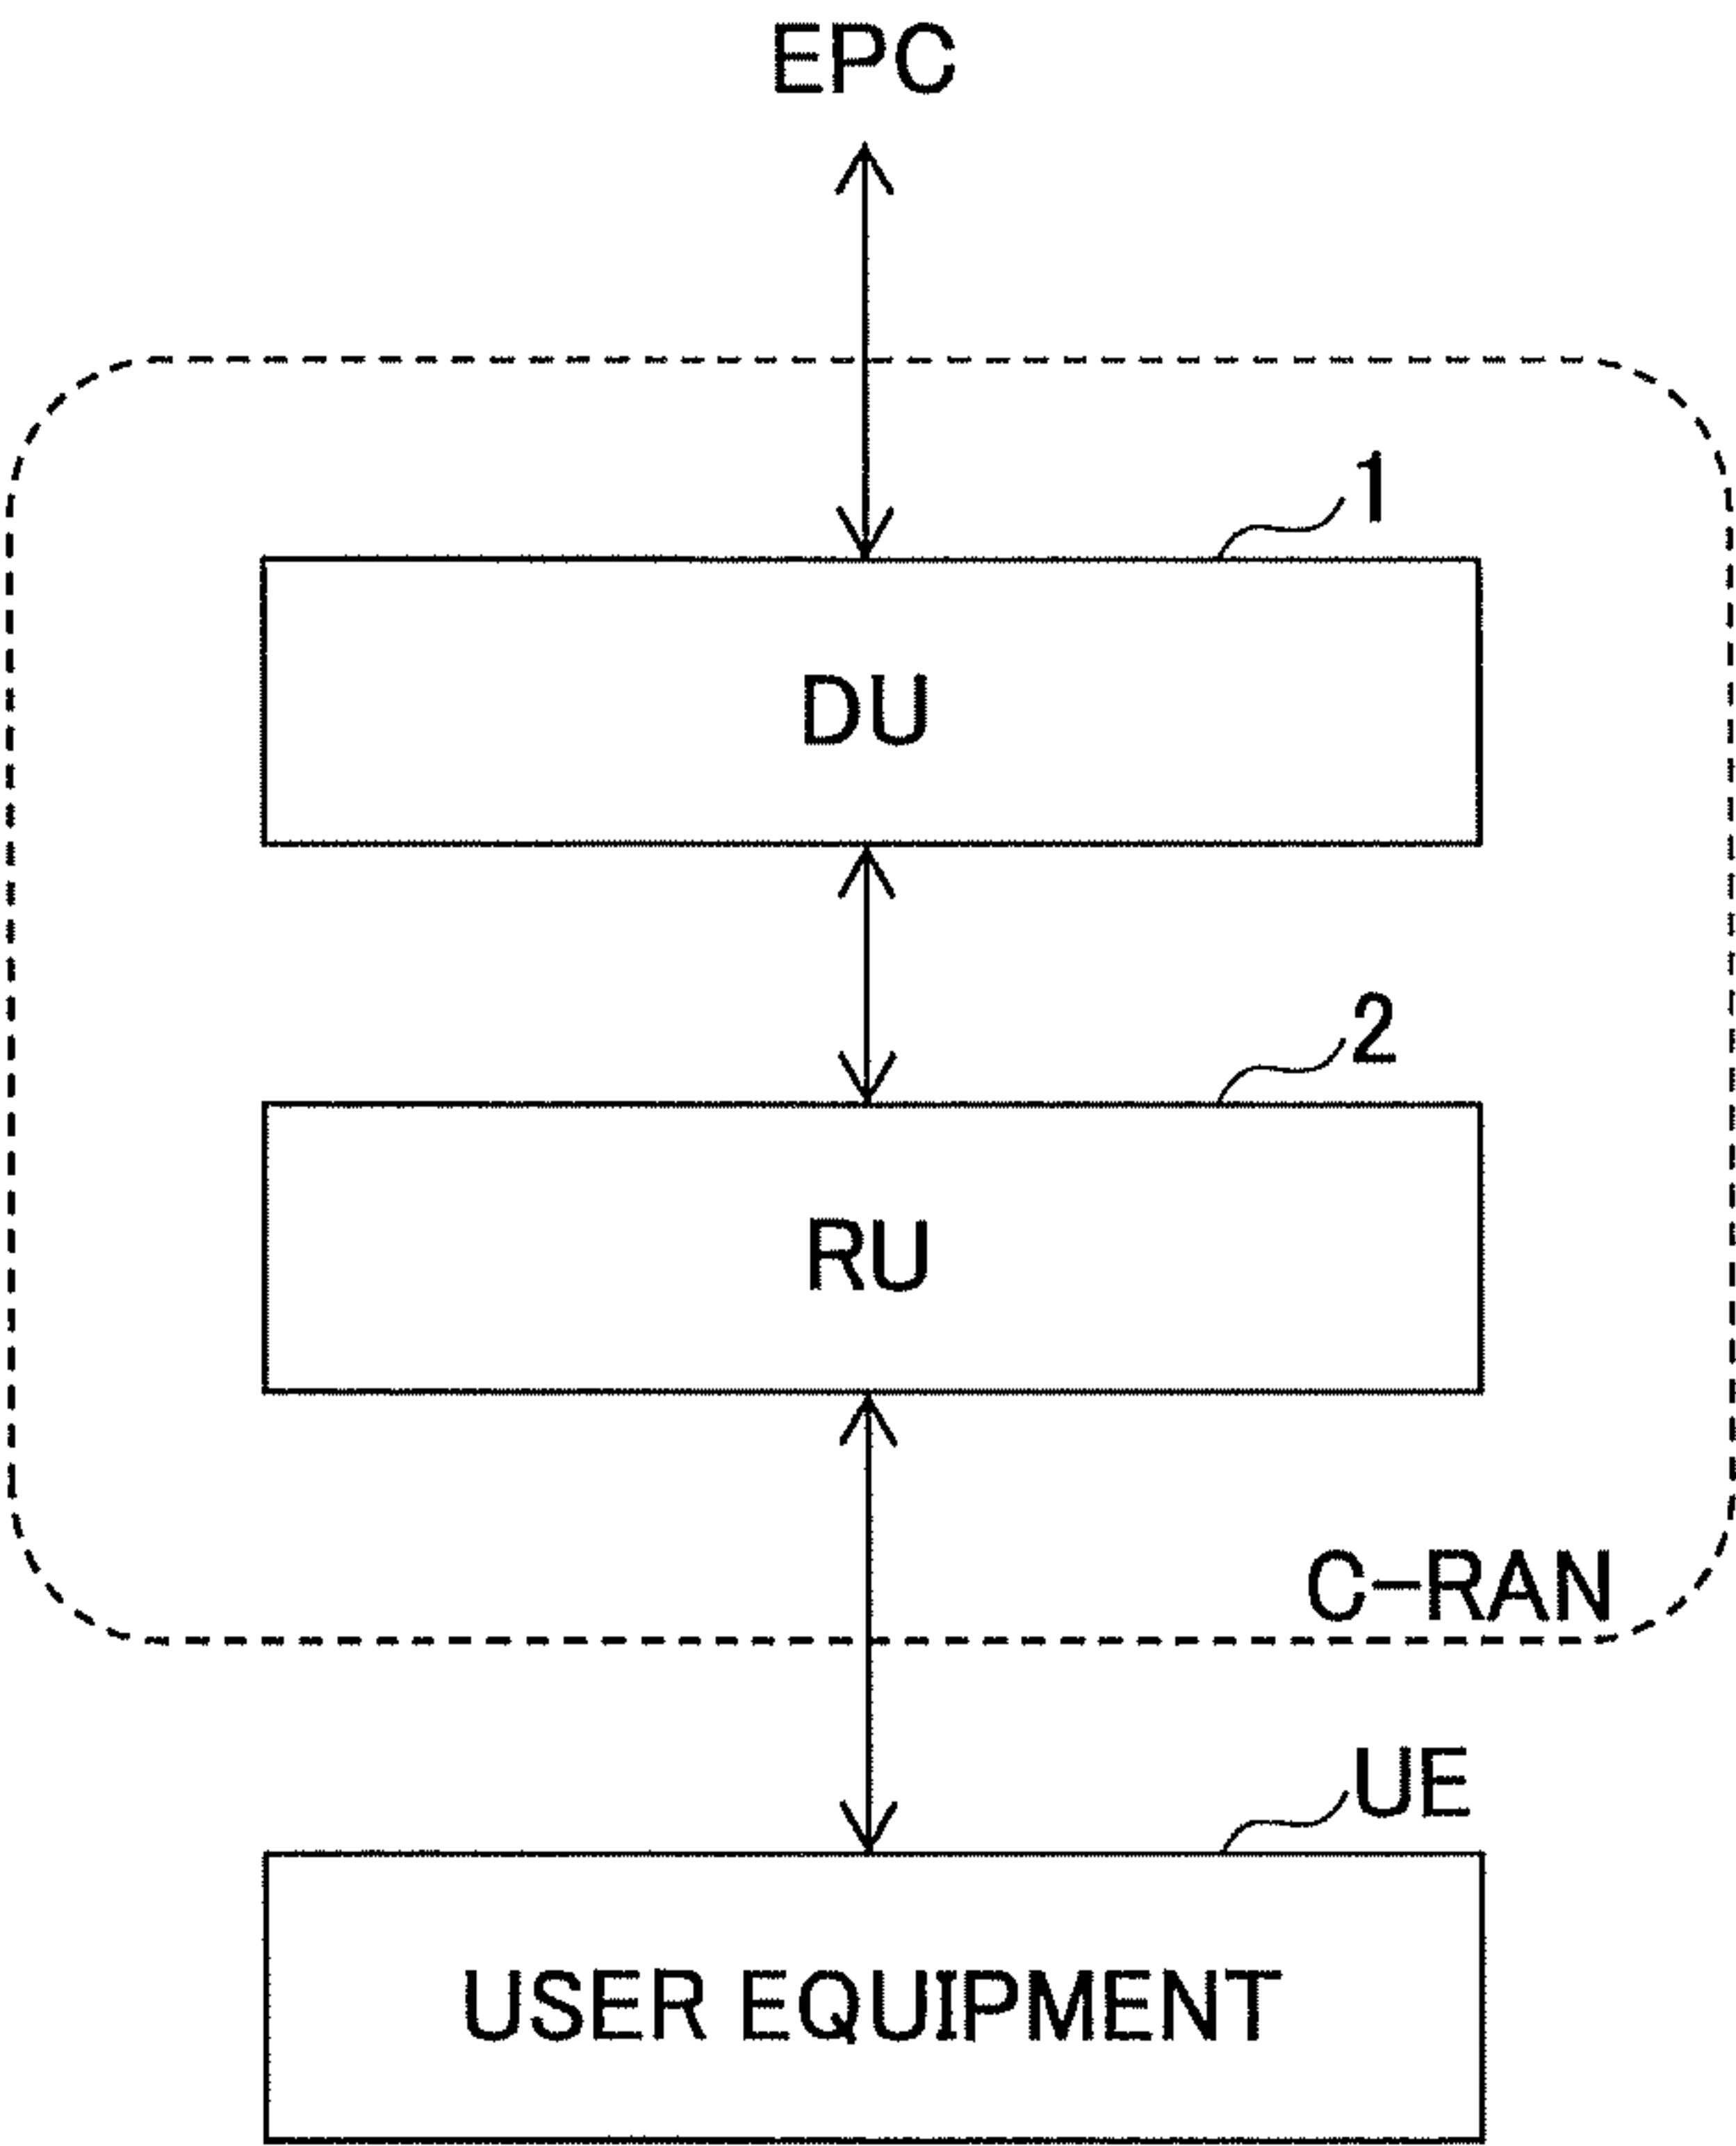 EPC
1
DU
2
RU
C-RAN
UE
USER EQUIPMENT